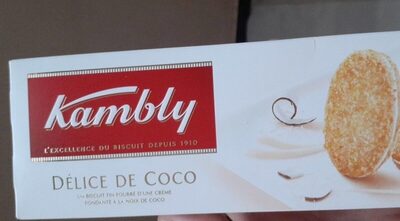 Kambly
L'EXCELLENCE DU BISCUIT DEPUIS 1910
DÉLICE DE COCO
UN BISCUIT FIN FOURRÉ D'UNE CRÈME
FONDANTE À LA NOIX DE COCO